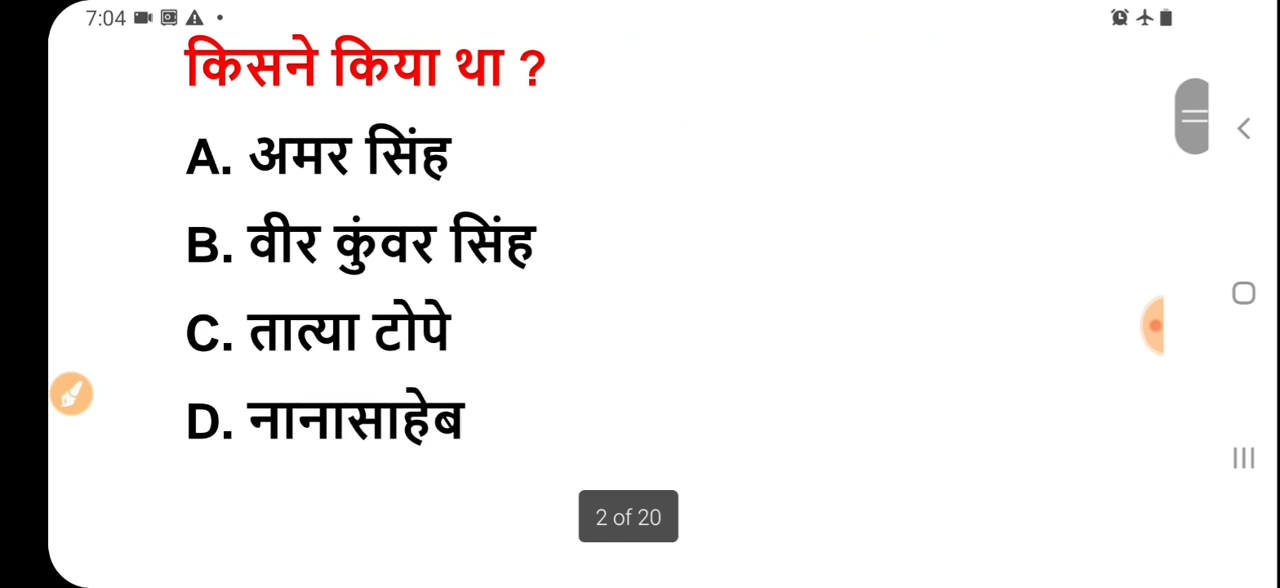 7:04
किसने किया था ?
A. अमर सिंह
B. वीर कुंवर सिंह
C. तात्या टोपे
D. नानासाहेब
2 of 20